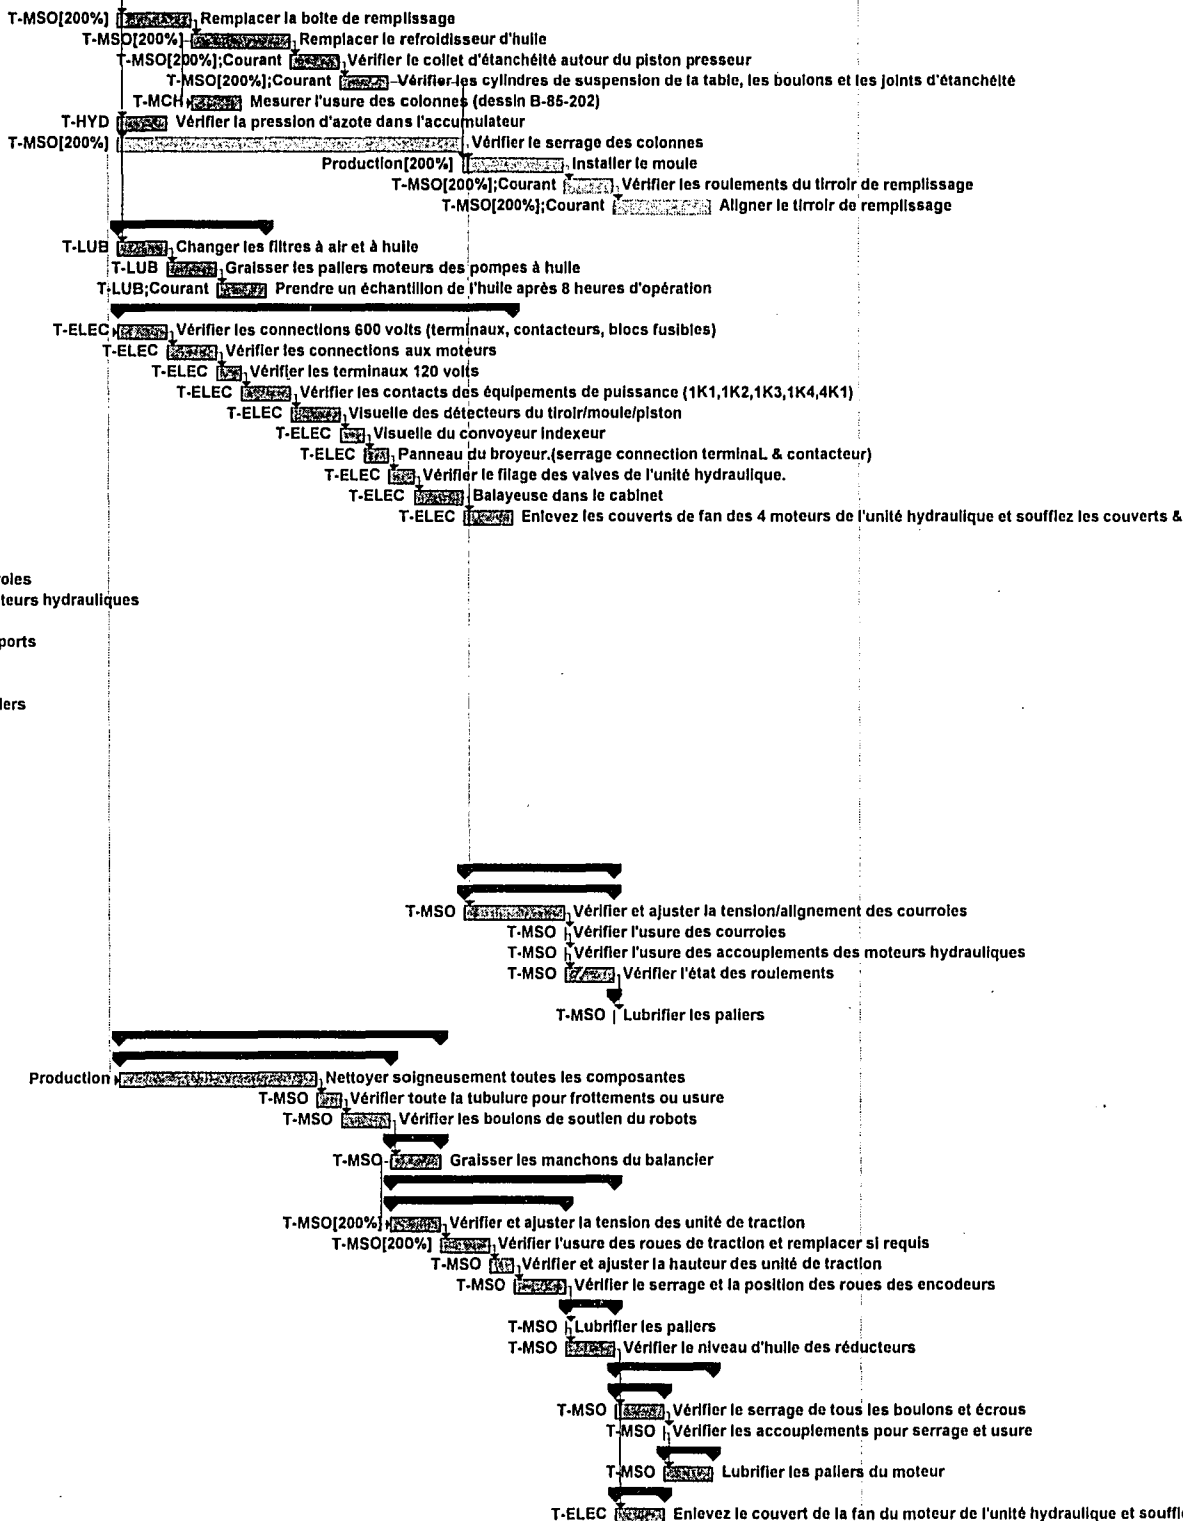 T-MSO[200%] Remplacer la boîte de remplissage
T-MSO[200%] Remplacer le refroidisseur d'huile
T-MSO[200%];Courant Vérifier le collet d'étanchéité autour du piston presseur
T-MSO[200%];Courant Vérifier les cylindres de suspension de la table, les boulons et les joints d'étanchéité
T-MCH Mesurer l'usure des colonnes (dessin B-85-202)
T-HYD Vérifier la pression d'azote dans l'accumulateur
T-MSO[200%] Vérifier le serrage des colonnes
Production[200%] Installer le moule
T-MSO[200%];Courant Vérifier les roulements du tirroir de remplissage
T-MSO[200%];Courant Aligner le tirroir de remplissage
T-LUB Changer les filtres à air et à huile
T-LUB Graisser les paliers moteurs des pompes à huile
T-LUB;Courant Prendre un échantillon de l'huile après 8 heures d'opération
T-ELEC Vérifier les connections 600 volts (terminaux, contacteurs, blocs fusibles)
T-ELEC Vérifier les connections aux moteurs
T-ELEC Vérifier les terminaux 120 volts
T-ELEC Vérifier les contacts des équipements de puissance (1K1,1K2,1K3,1K4,4K1)
T-ELEC Visuelle des détecteurs du tiroir/moule/piston
T-ELEC Visuelle du convoyeur indexeur
T-ELEC Panneau du broyeur.(serrage connection terminaL & contacteur)
T-ELEC Vérifier le filage des valves de l'unité hydraulique.
T-ELEC Balayeuse dans le cabinet
T-ELEC Enlevez les couverts de fan des 4 moteurs de l'unité hydraulique et soufflez les couverts &
roies
teurs hydrauliques
ports
iers
T-MSO Vérifier et ajuster la tension/alignement des courroies
T-MSO Vérifier l'usure des courroies
T-MSO Vérifier l'usure des accouplements des moteurs hydrauliques
T-MSO Vérifier l'état des roulements
T-MSO Lubrifier les paliers
Production Nettoyer soigneusement toutes les composantes
T-MSO Vérifier toute la tubulure pour frottements ou usure
T-MSO Vérifier les boulons de soutien du robots
T-MSO Graisser les manchons du balancier
T-MSO[200%] Vérifier et ajuster la tension des unité de traction
T-MSO[200%] Vérifier l'usure des roues de traction et remplacer si requis
T-MSO Vérifier et ajuster la hauteur des unité de traction
T-MSO Vérifier le serrage et la position des roues des encodeurs
T-MSO Lubrifier les paliers
T-MSO Vérifier le niveau d'huile des réducteurs
T-MSO Vérifier le serrage de tous les boulons et écrous
T-MSO Vérifier les accouplements pour serrage et usure
T-MSO Lubrifier les paliers du moteur
T-ELEC Enlevez le couvert de la fan du moteur de l'unité hydraulique et souffle